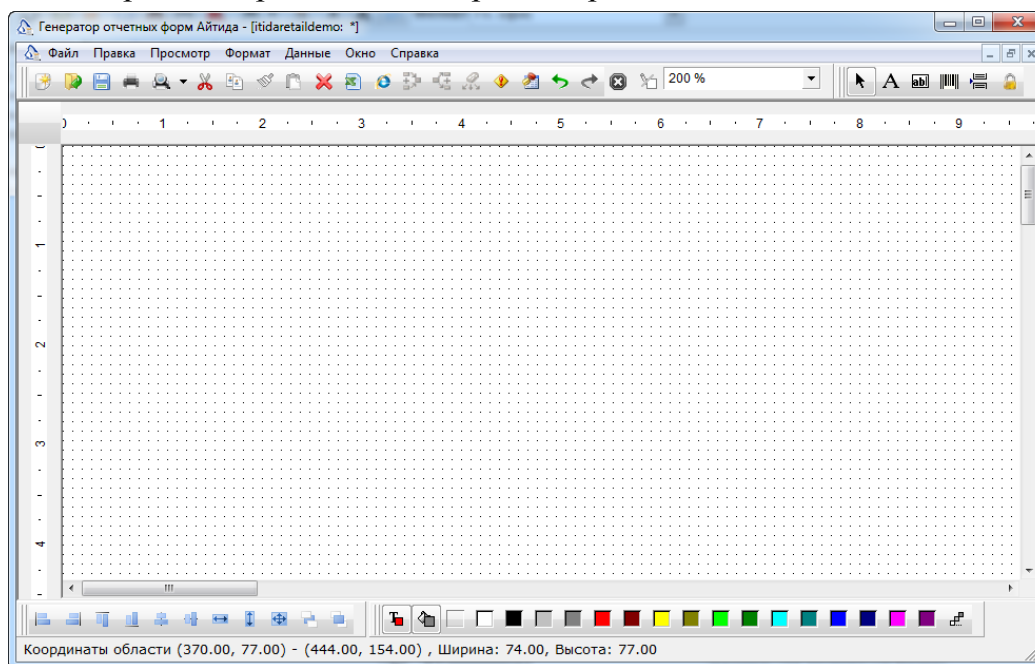 Генератор отчетных форм Айтида - [itidaretaildemo: *]
Файл Правка Просмотр Формат Данные Окно Справка
200 % A ab
0 1 2 3 4 5 6 7 8 9
1
2
3
4
T
Координаты области (370.00, 77.00) - (444.00, 154.00) , Ширина: 74.00, Высота: 77.00